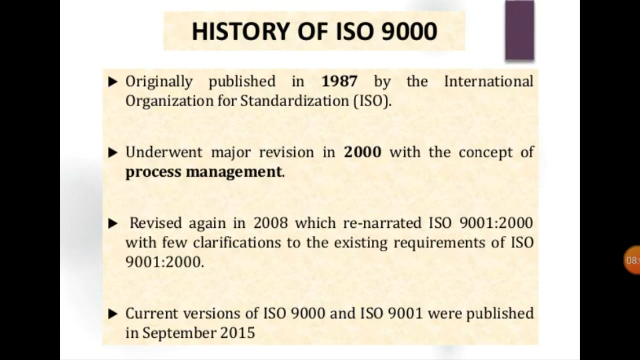 HISTORY OF ISO 9000
▶ Originally published in 1987 by the International
Organization for Standardization (ISO).
▶ Underwent major revision in 2000 with the concept of
process management.
▶ Revised again in 2008 which re-narrated ISO 9001:2000
with few clarifications to the existing requirements of ISO
9001:2000.
▶ Current versions of ISO 9000 and ISO 9001 were published
in September 2015